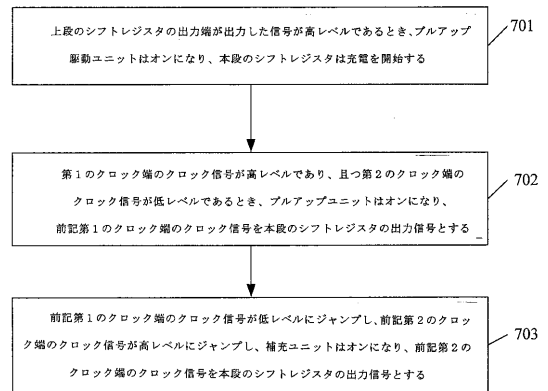 上段のシフトレジスタの出力端が出力した信号が高レベルであるとき、プルアップ
駆動ユニットはオンになり、本段のシフトレジスタは充電を開始する
701
第1のクロック端のクロック信号が高レベルであり、且つ第2のクロック端の
クロック信号が低レベルであるとき、プルアップユニットはオンになり、
前記第1のクロック端のクロック信号を本段のシフトレジスタの出力信号とする
702
前記第1のクロック端のクロック信号が低レベルにジャンプし、前記第2のクロッ
ク端のクロック信号が高レベルにジャンプし、補充ユニットはオンになり、前記第2の
クロック端のクロック信号を本段のシフトレジスタの出力信号とする
703